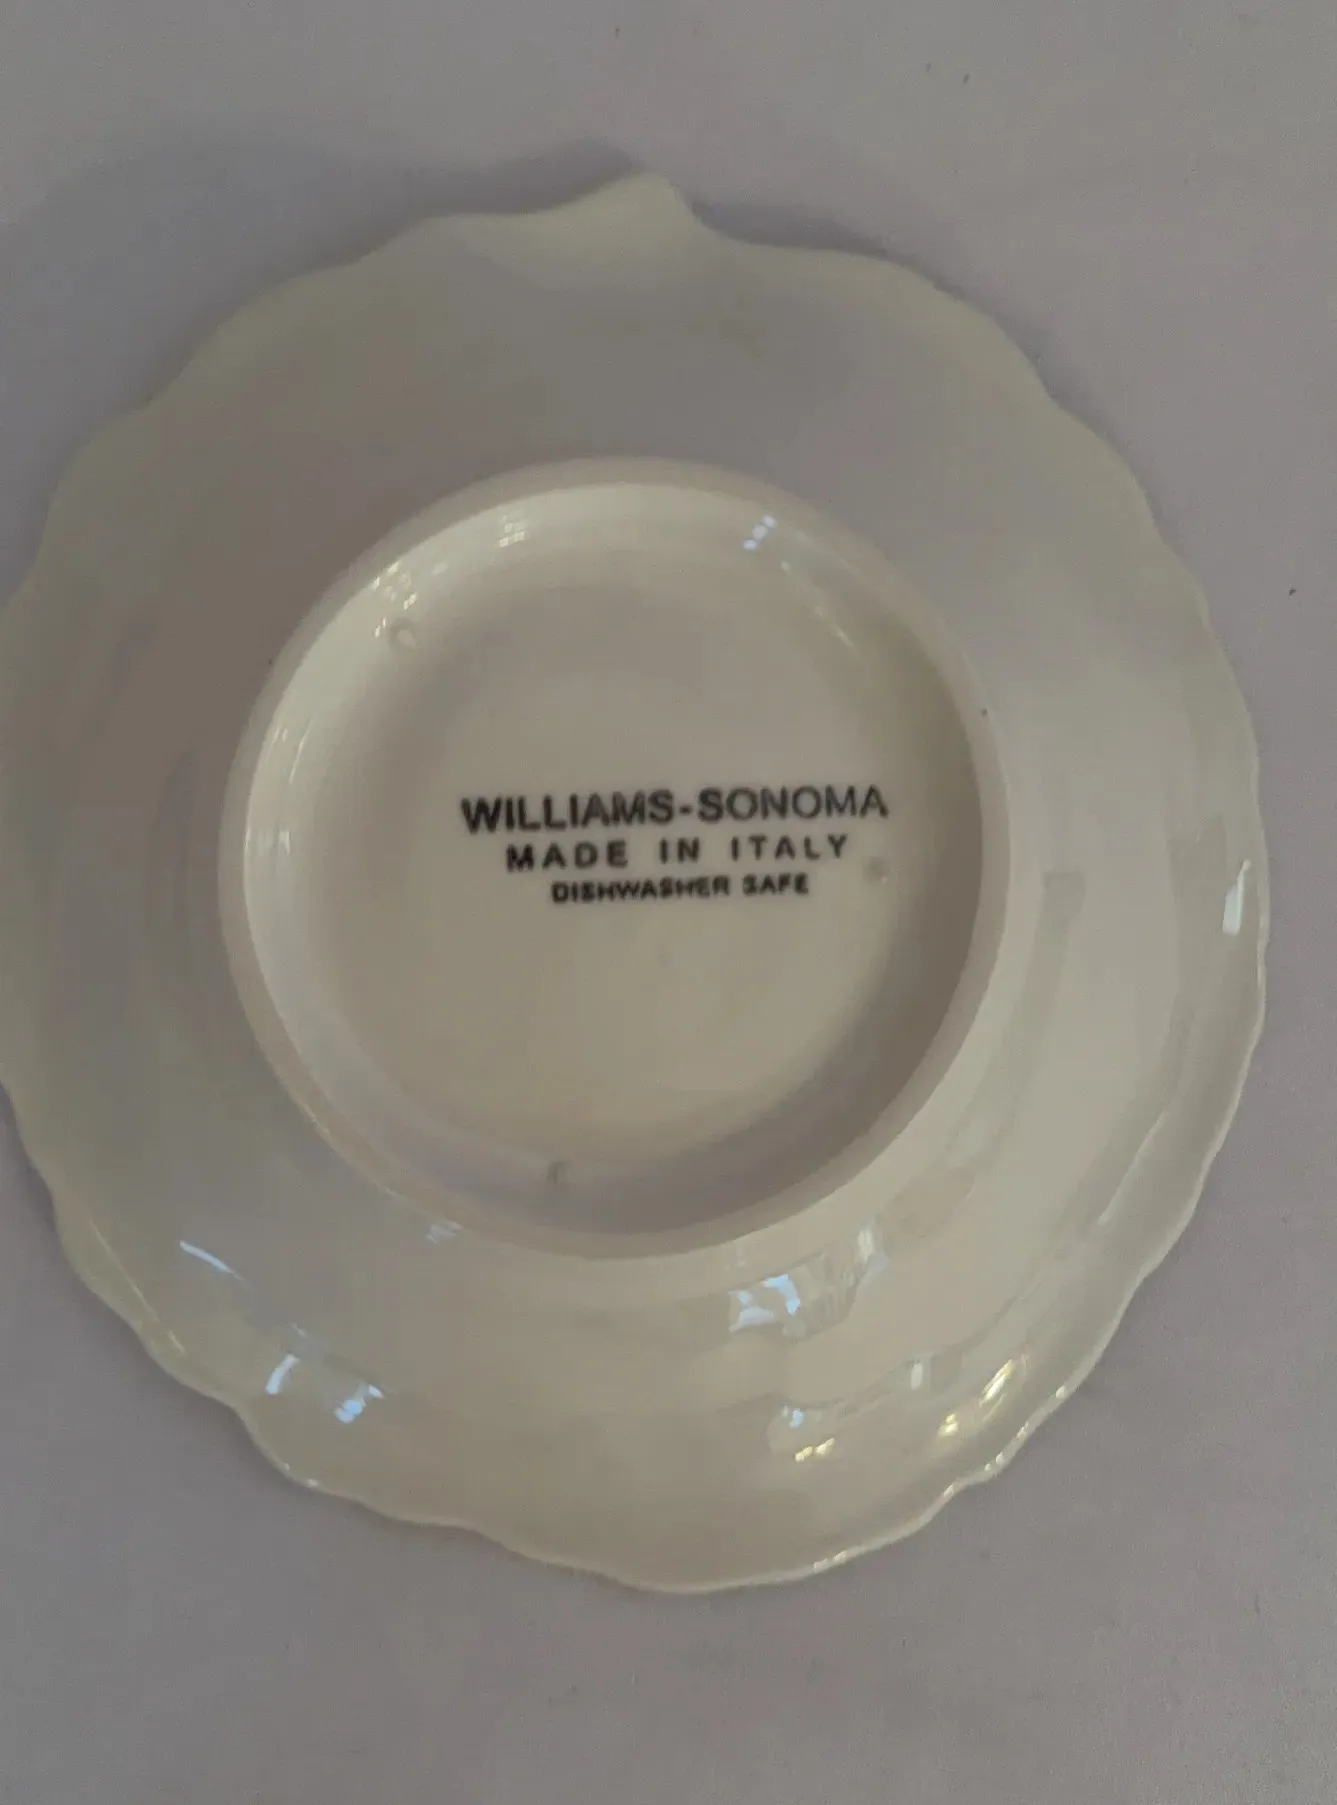 WILLIAMS-SONOMA
MADE IN ITALY
DISHWASHER SAFE